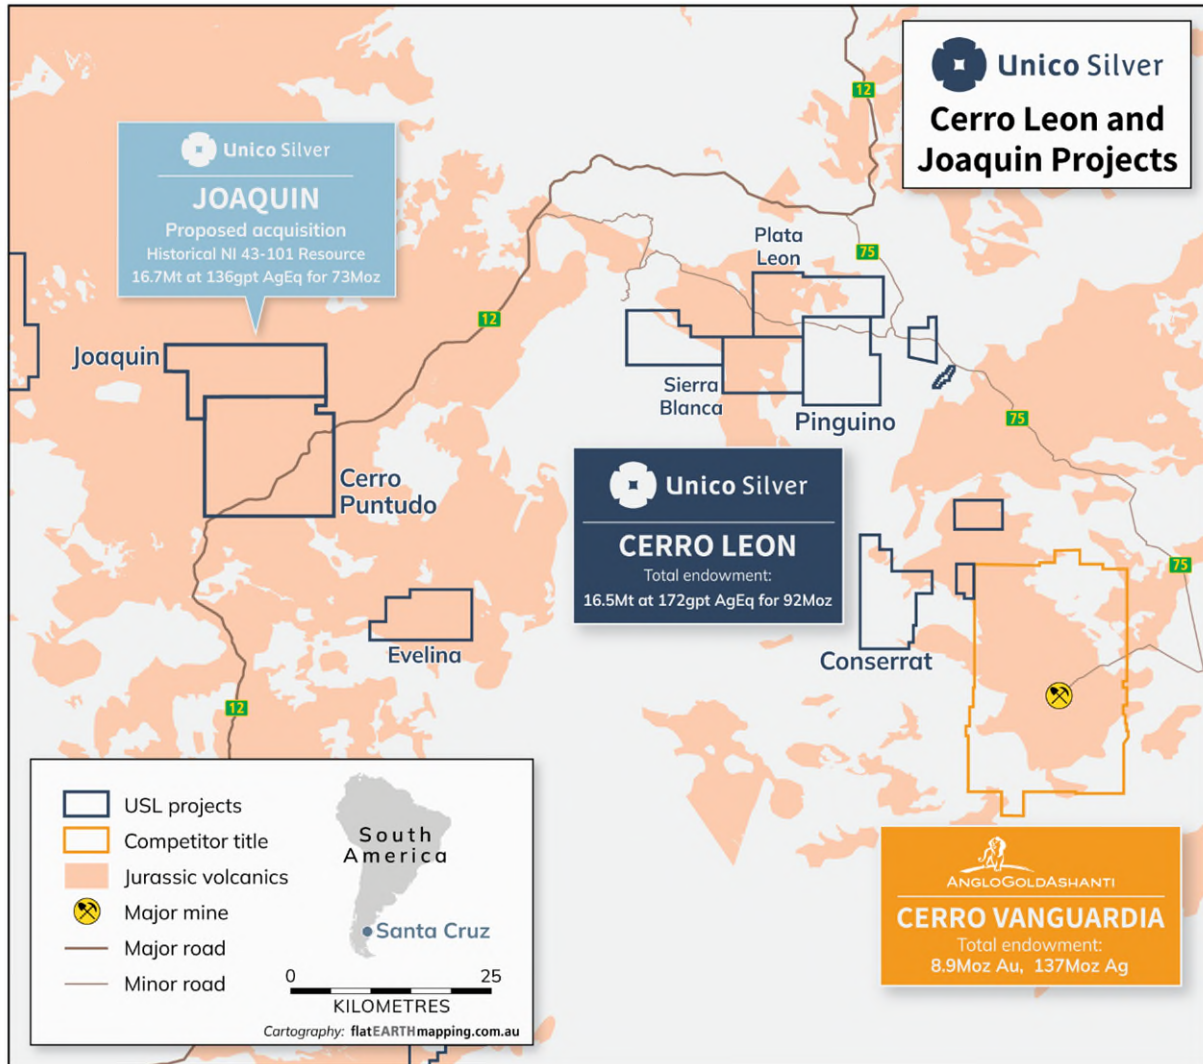 Unico Silver
Cerro Leon and
Joaquin Projects
12
Unico Silver
JOAQUIN
Proposed acquisition
Historical NI 43-101 Resource
16.7Mt at 136gpt AgEq for 73Moz
Plata
Leon
75
12
Joaquin
Sierra
Blanca
Pinguino
75
Cerro
Puntudo
Unico Silver
CERRO LEON
Total endowment:
16.5Mt at 172gpt AgEq for 92Moz
75
Evelina
Conserrat
12
USL projects
Competitor title
Jurassic volcanics
Major mine
Major road
Minor road
South
America
Santa Cruz
0 25
KILOMETRES
Cartography: flatEARTHmapping.com.au
ANGLOGOLDASHANTI
CERRO VANGUARDIA
Total endowment:
8.9Moz Au, 137Moz Ag